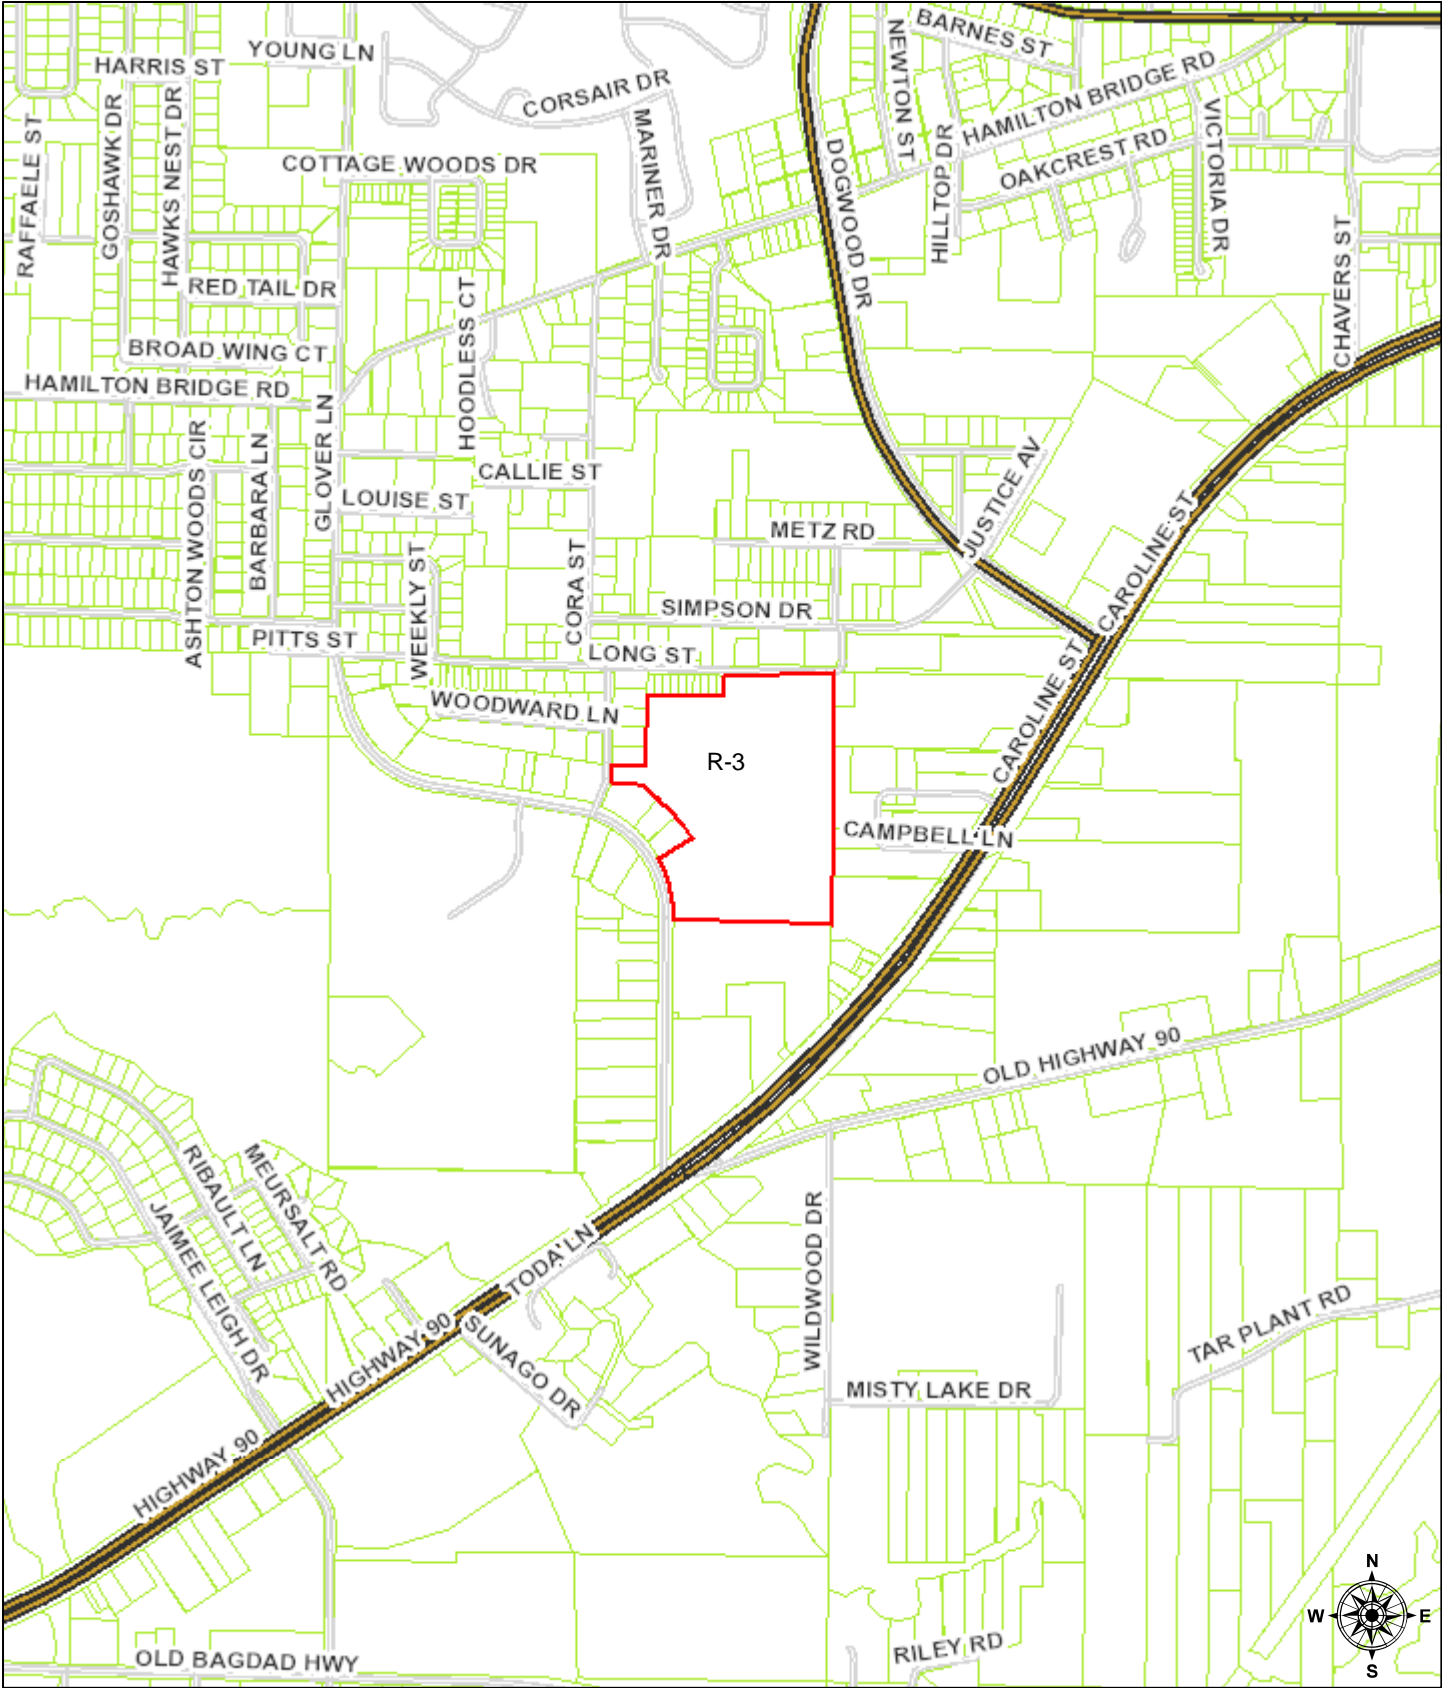 BARNES ST
YOUNG LN
HARRIS ST
NEWTON ST
HAMILTON BRIDGE RD
CORSAIR DR
RAFFAELE ST
GOSHAWK DR
HAWKS NEST DR
MARINER DR
VICTORIA DR
HILLTOP DR
OAKCREST RD
COTTAGE WOODS DR
DOGWOOD DR
CHAVERS ST
RED TAIL DR
HOODLESS CT
BROAD WING CT
HAMILTON BRIDGE RD
GLOVER LN
ASHTON WOODS CIR
BARBARA LN
CALLIE ST
LOUISE ST
JUSTICE AV
CAROLINE ST
METZ RD
WEEKLY ST
CORA ST
SIMPSON DR
PITTS ST
LONG ST
CAROLINE ST
WOODWARD LN
R-3
CAMPBELL LN
OLD HIGHWAY 90
RIBAULT LN
MEURSALT RD
JAIMEE LEIGH DR
TODA LN
WILDWOOD DR
HIGHWAY 90
SUNAGO DR
TAR PLANT RD
MISTY LAKE DR
HIGHWAY 90
N
W
E
S
RILEY RD
OLD BAGDAD HWY